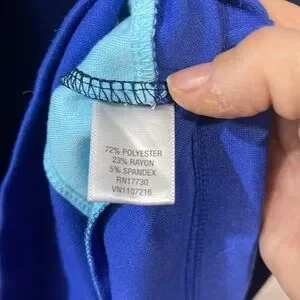 72% POLYESTER
23% RAYON
5% SPANDEX
RN17730
VN1107216